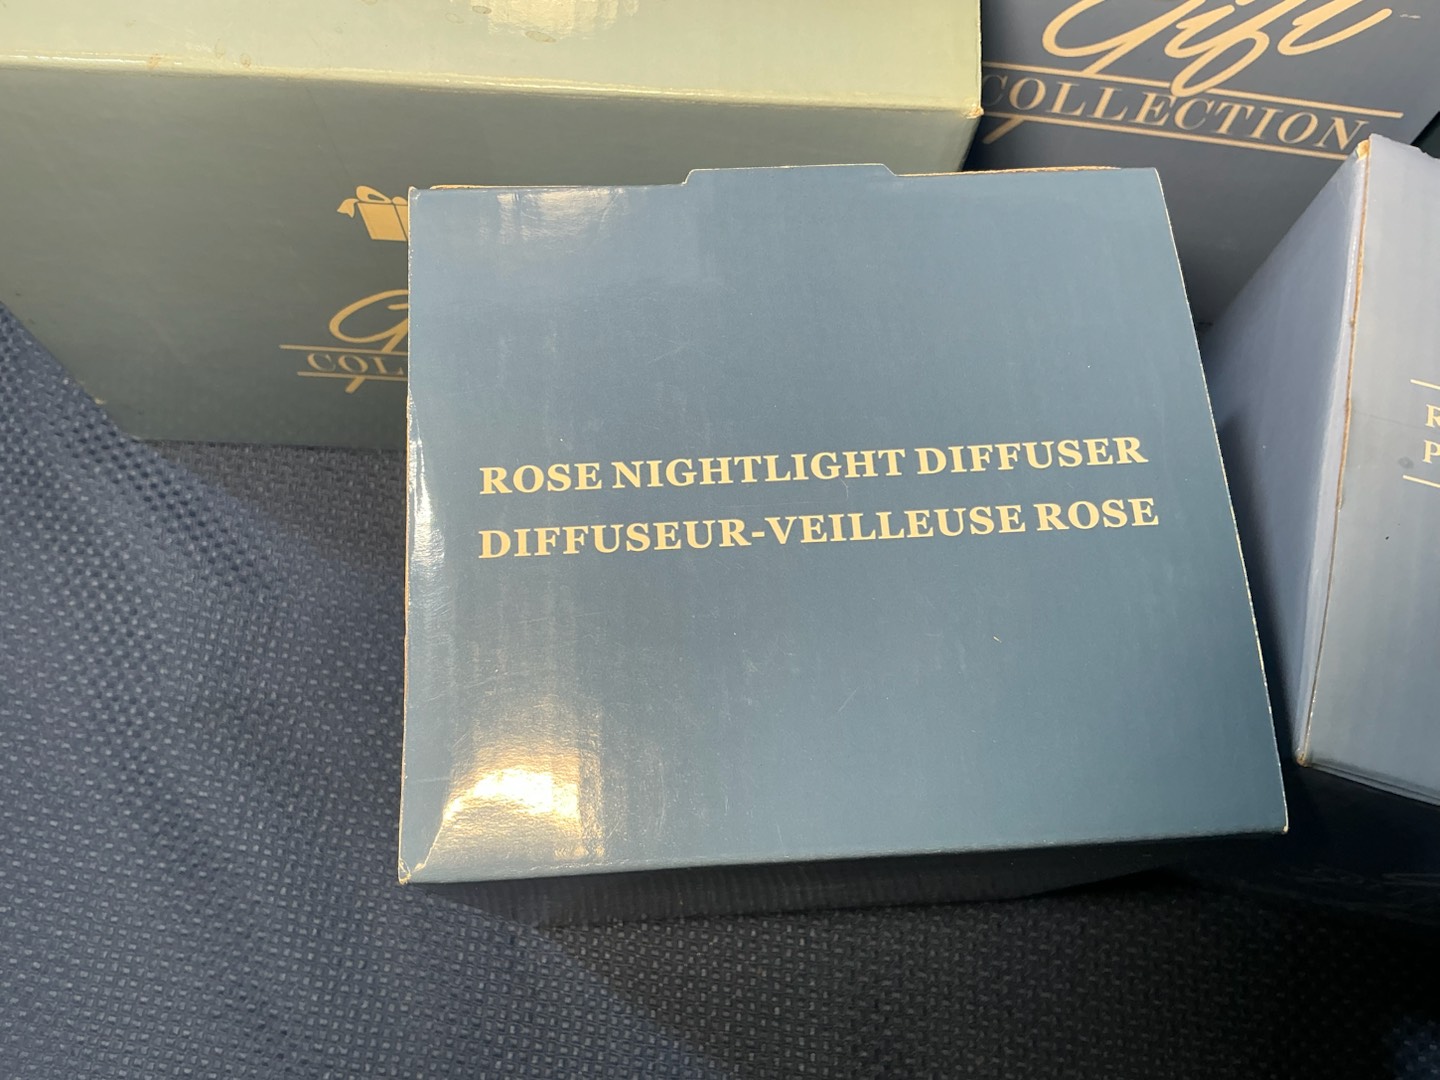 Gift
COLLECTION
ROSE NIGHTLIGHT DIFFUSER
DIFFUSEUR-VEILLEUSE ROSE